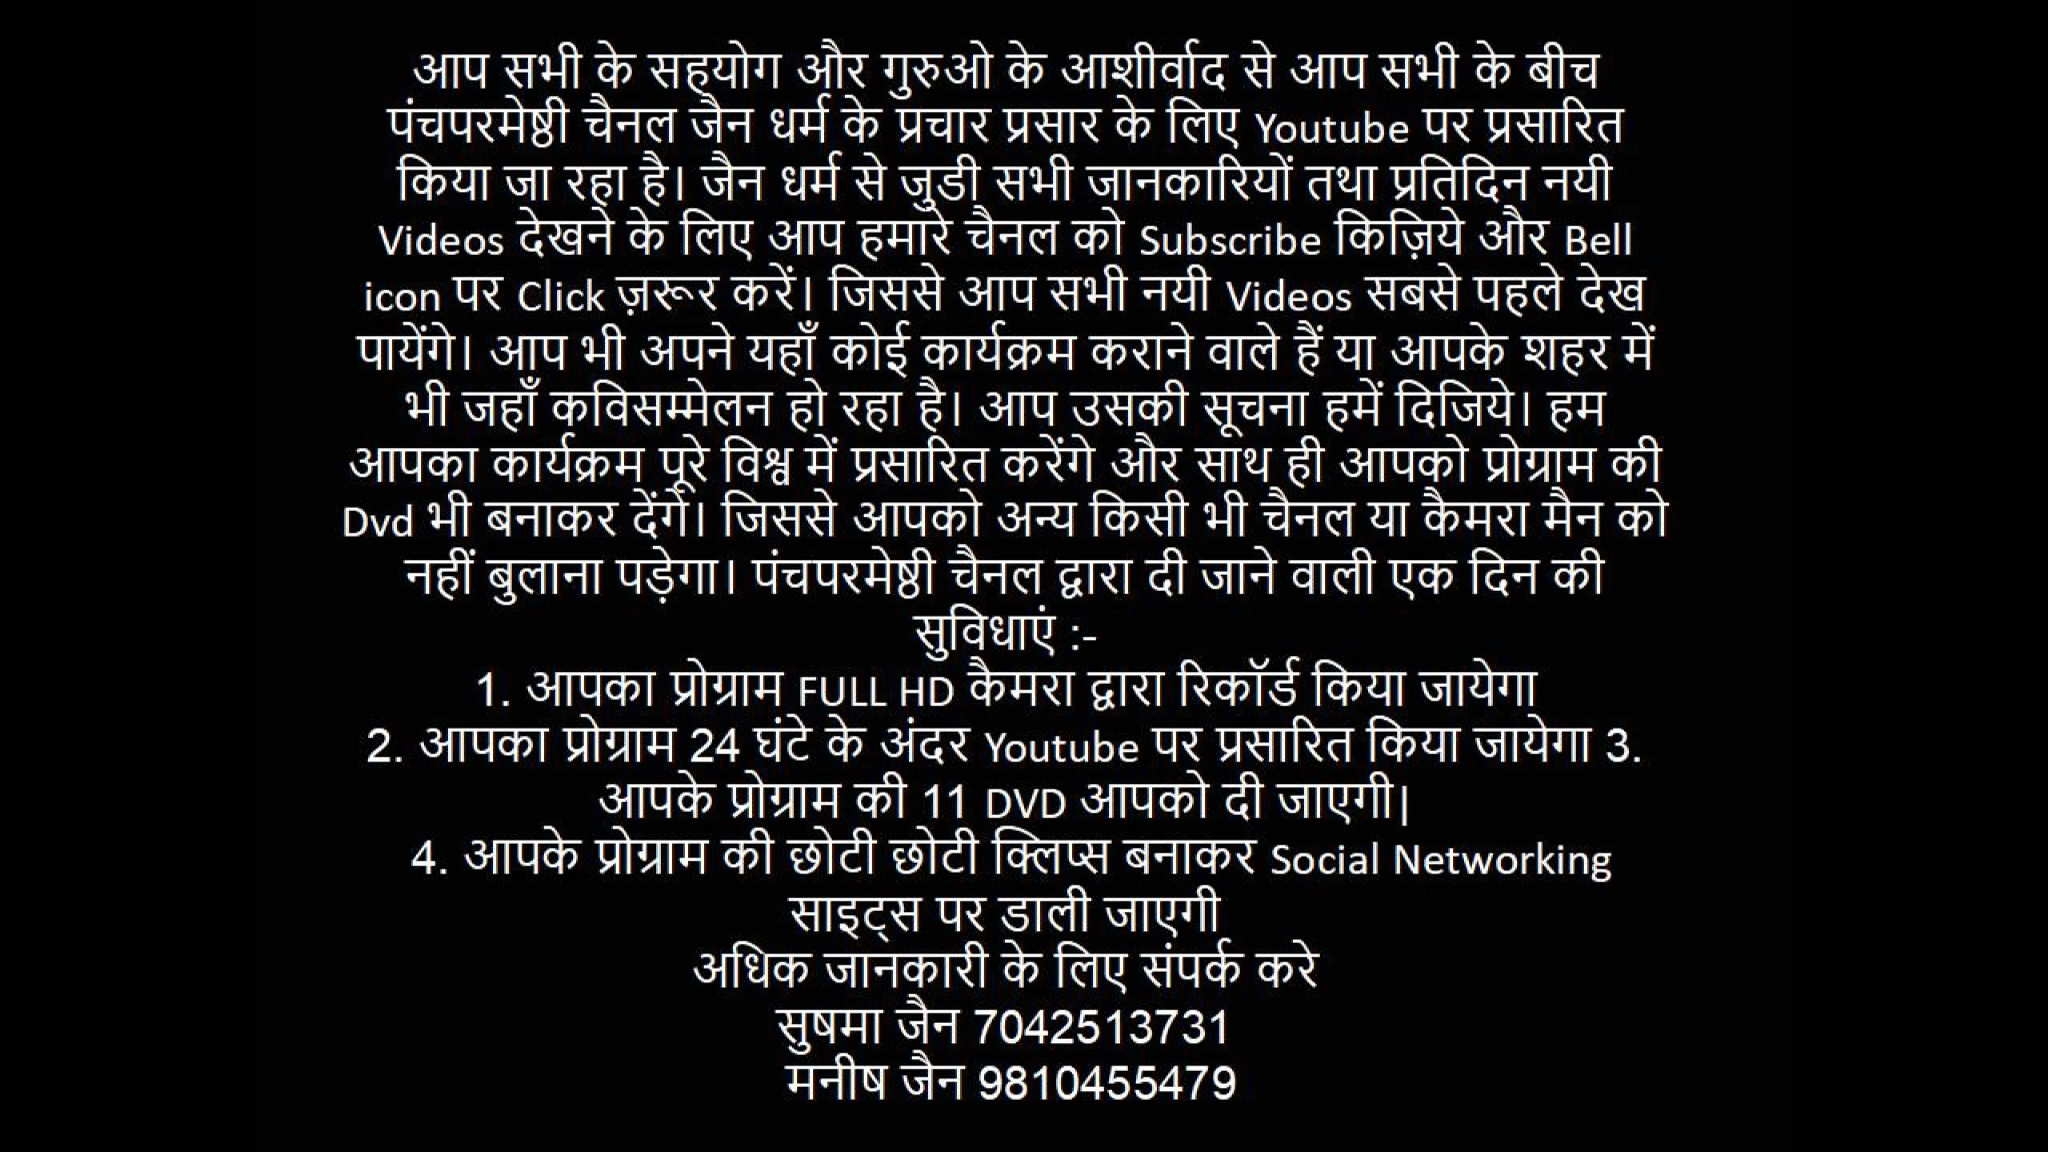 आप सभी के सहयोग और गुरुओ के आशीर्वाद से आप सभी के बीच
पंचपरमेष्ठी चैनल जैन धर्म के प्रचार प्रसार के लिए Youtube पर प्रसारित
किया जा रहा है। जैन धर्म से जुडी सभी जानकारियों तथा प्रतिदिन नयी
Videos देखने के लिए आप हमारे चैनल को Subscribe किज़िये और Bell
icon पर Click ज़रूर करें। जिससे आप सभी नयी Videos सबसे पहले देख
पायेंगे। आप भी अपने यहाँ कोई कार्यक्रम कराने वाले हैं या आपके शहर में
भी जहाँ कविसम्मेलन हो रहा है। आप उसकी सूचना हमें दिजिये। हम
आपका कार्यक्रम पूरे विश्व में प्रसारित करेंगे और साथ ही आपको प्रोग्राम की
Dvd भी बनाकर देंगे। जिससे आपको अन्य किसी भी चैनल या कैमरा मैन को
नहीं बुलाना पड़ेगा। पंचपरमेष्ठी चैनल द्वारा दी जाने वाली एक दिन की
सुविधाएं :-
1. आपका प्रोग्राम FULL HD कैमरा द्वारा रिकॉर्ड किया जायेगा
2. आपका प्रोग्राम 24 घंटे के अंदर Youtube पर प्रसारित किया जायेगा 3.
आपके प्रोग्राम की 11 DVD आपको दी जाएगी|
4. आपके प्रोग्राम की छोटी छोटी क्लिप्स बनाकर Social Networking
साइट्स पर डाली जाएगी
अधिक जानकारी के लिए संपर्क करे
सुषमा जैन 7042513731
मनीष जैन 9810455479